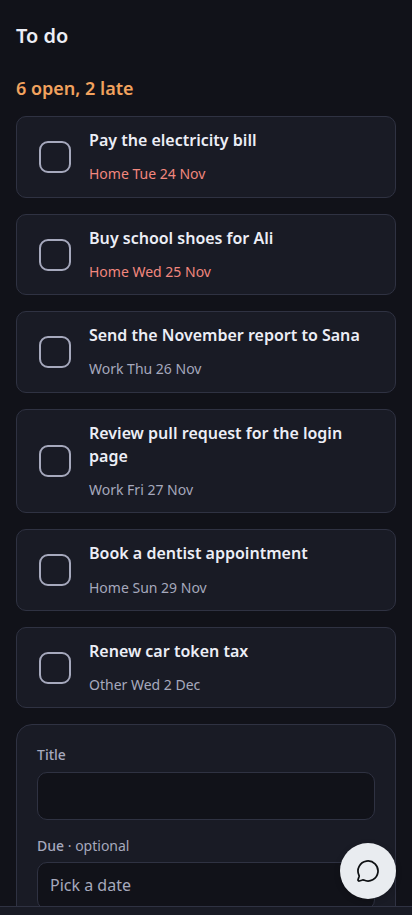 To do
6 open, 2 late
Pay the electricity bill
Home Tue 24 Nov
Buy school shoes for Ali
Home Wed 25 Nov
Send the November report to Sana
Work Thu 26 Nov
Review pull request for the login
page
Work Fri 27 Nov
Book a dentist appointment
Home Sun 29 Nov
Renew car token tax
Other Wed 2 Dec
Title
Due · optional
Pick a date